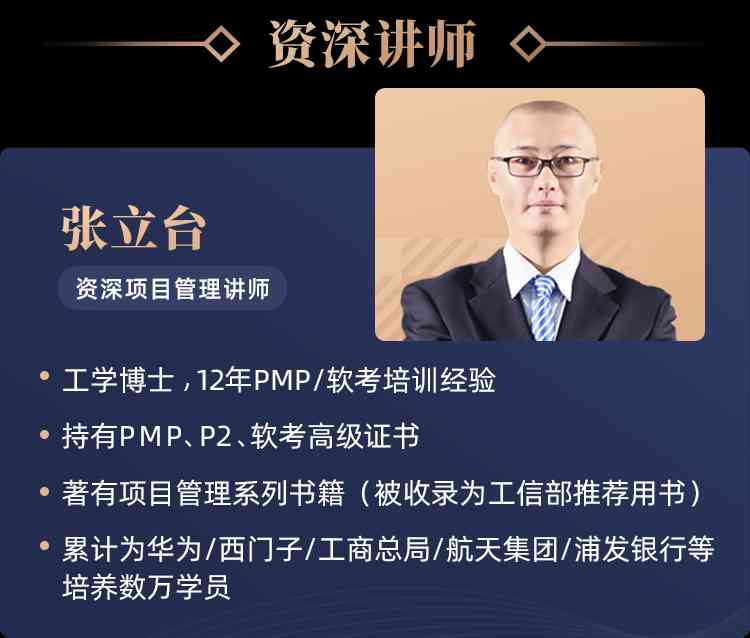 资深讲师
张立台
资深项目管理讲师
工学博士，12年PMP/软考培训经验
持有PMP、P2、软考高级证书
著有项目管理系列书籍（被收录为工信部推荐用书）
累计为华为/西门子/工商总局/航天集团/浦发银行等
培养数万学员